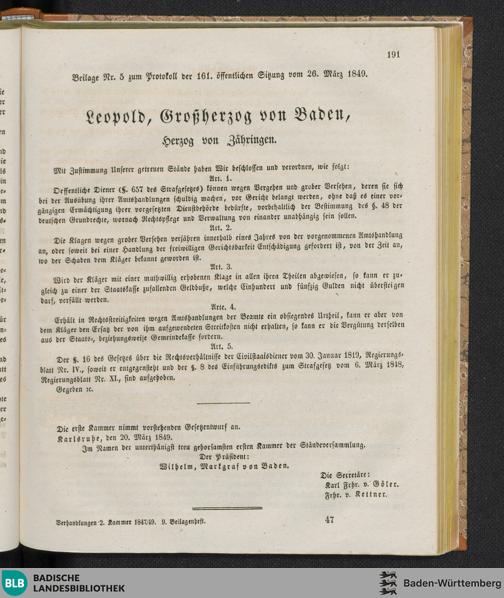 191
Beilage Nr. 5 zum Protokoll der 161. öffentlichen Sitzung vom 26. März 1849.
Leopold, Großherzog von Baden,
Herzog von Zähringen.
Mit Zustimmung Unserer getreuen Stände haben Wir beschlossen und verordnen, wie folgt:
Art. 1.
Oeffentliche Diener (§. 657 des Strafgesetzes) können wegen Vergehen und grober Versehen, deren sie sich
bei der Ausübung ihrer Amtshandlungen schuldig machen, vor Gericht belangt werden, ohne daß es einer vor-
gängigen Ermächtigung ihrer vorgesetzten Dienstbehörde bedürfte, vorbehaltlich der Bestimmung des §. 48 der
deutschen Grundrechte, wornach Rechtspflege und Verwaltung von einander unabhängig sein sollen.
Art. 2.
Die Klagen wegen grober Versehen verjähren innerhalb eines Jahres von der vorgenommenen Amtshandlung
an, oder soweit bei einer Handlung der freiwilligen Gerichtsbarkeit Entschädigung gefordert ist, von der Zeit an,
wo der Schaden dem Kläger bekannt geworden ist.
Art. 3.
Wird der Kläger mit einer muthwillig erhobenen Klage in allen ihren Theilen abgewiesen, so kann er zu-
gleich zu einer der Staatskasse zufallenden Geldbuße, welche Einhundert und fünfzig Gulden nicht übersteigen
darf, verfällt werden.
Art. 4.
Erhält in Rechtsstreitigkeiten wegen Amtshandlungen der Beamte ein obsiegendes Urtheil, kann er aber von
dem Kläger den Ersatz der von ihm aufgewendeten Streitkosten nicht erhalten, so kann er die Vergütung derselben
aus der Staats-, beziehungsweise Gemeindekasse fordern.
Art. 5.
Der §. 16 des Gesetzes über die Rechtsverhältnisse der Civilstaatsdiener vom 30. Januar 1819, Regierungs-
blatt Nr. IV., soweit er entgegensteht und der §. 8 des Einführungsedikts zum Strafgesetz vom 6. März 1848,
Regierungsblatt Nr. XI., sind aufgehoben.
Gegeben ꝛc.
Die erste Kammer nimmt vorstehenden Gesetzentwurf an.
Karlsruhe, den 20. März 1849.
Im Namen der unterthänigst treu gehorsamsten ersten Kammer der Ständeversammlung.
Der Präsident:
Wilhelm, Markgraf von Baden.
Die Secretäre:
Karl Frhr. v. Göler.
Frhr. v. Kettner.
Verhandlungen 2. Kammer 1847/49. 9. Beilagenheft.
47
BLB
BADISCHE
LANDESBIBLIOTHEK
Baden-Württemberg